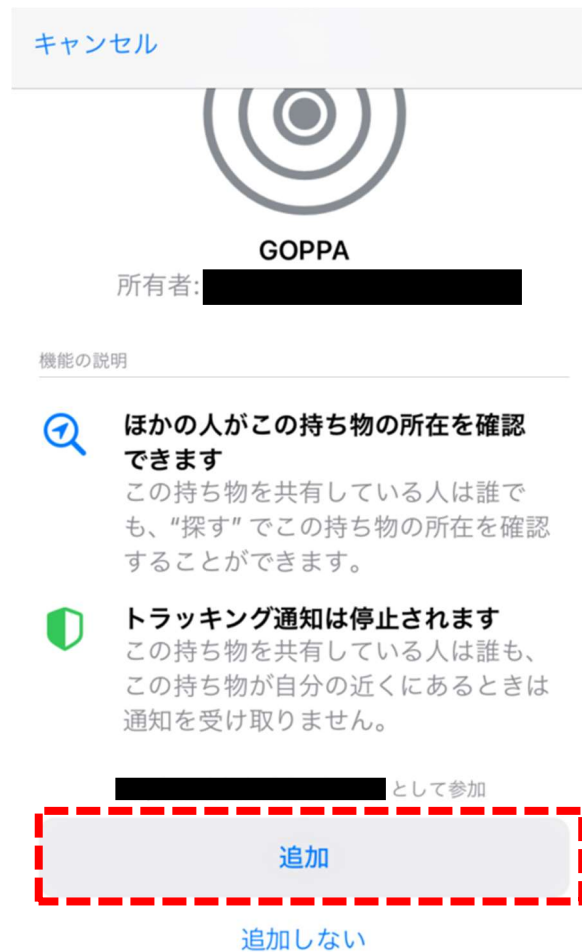 キャンセル
GOPPA
所有者:
機能の説明
ほかの人がこの持ち物の所在を確認
できます
この持ち物を共有している人は誰で
も、“探す” でこの持ち物の所在を確認
することができます。
トラッキング通知は停止されます
この持ち物を共有している人は誰も、
この持ち物が自分の近くにあるときは
通知を受け取りません。
として参加
追加
追加しない